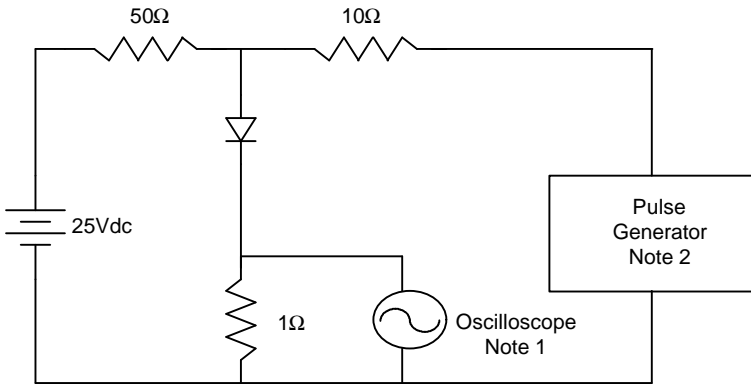 50Ω
10Ω
25Vdc
Pulse
Generator
Note 2
1Ω
Oscilloscope
Note 1